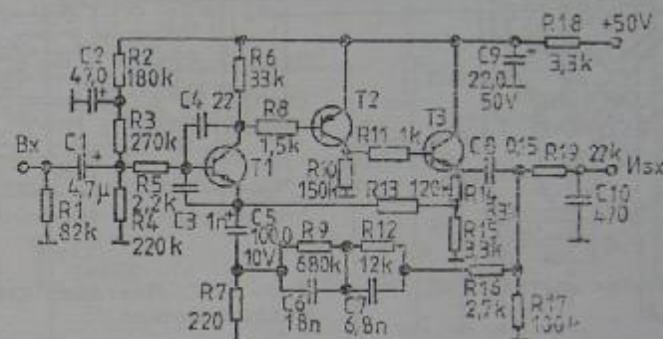 R18
+50V
3,3k
C2
47,0
R2
180k
R6
33k
C9
22,0
50V
C4
22
R8
1,5k
T2
R3
270k
R11
1k
T3
C8
0,15
R19
22k
Вх
C1
4,7µ
T1
R10
150k
Изх
R5
2,2k
R13
120k
R14
C10
470
R1
82k
R4
220k
C3
1n
C5
100,0
10V
R9
680k
R12
12k
R15
3,3k
R7
220
C6
18n
C7
6,8n
R16
2,7k
R17
100k